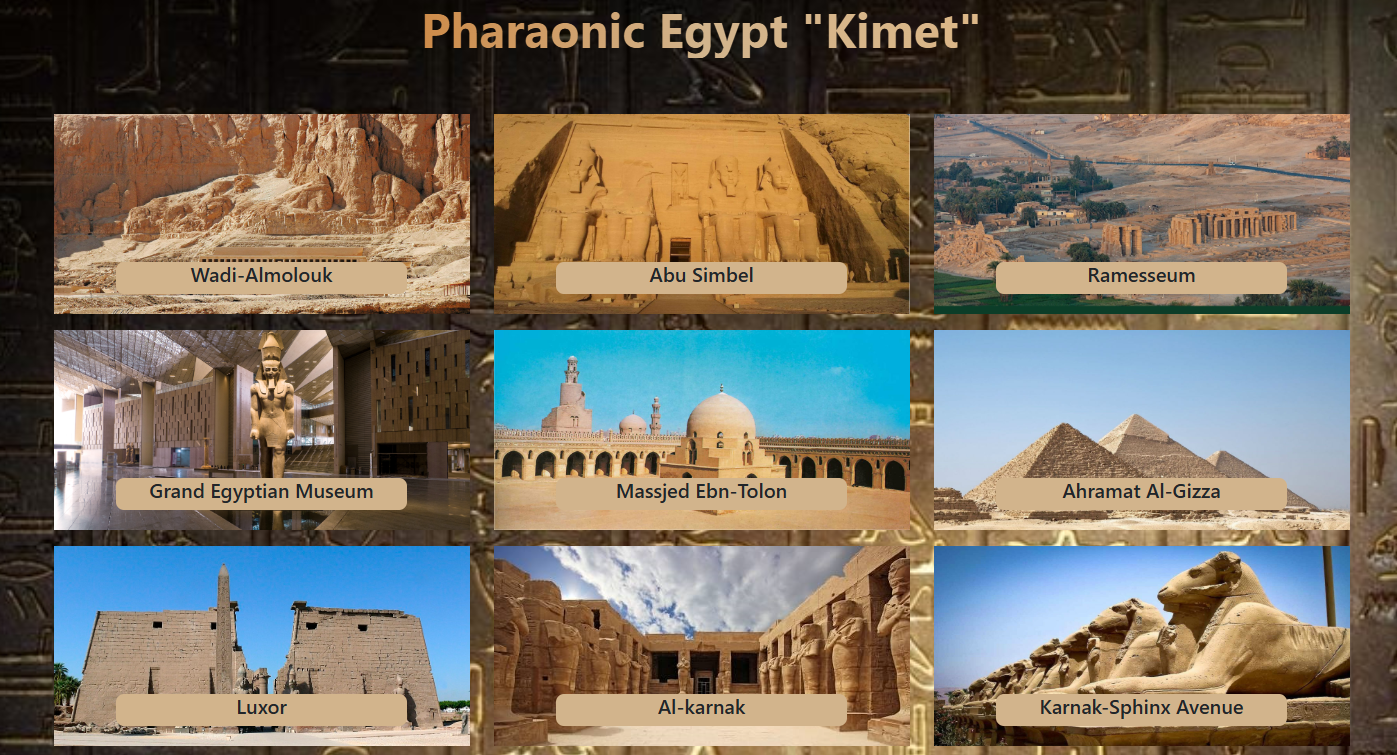 Pharaonic Egypt "Kimet"
Wadi-Almolouk
Abu Simbel
Ramesseum
Grand Egyptian Museum
Massjed Ebn-Tolon
Ahramat Al-Gizza
Luxor
Al-karnak
Karnak-Sphinx Avenue